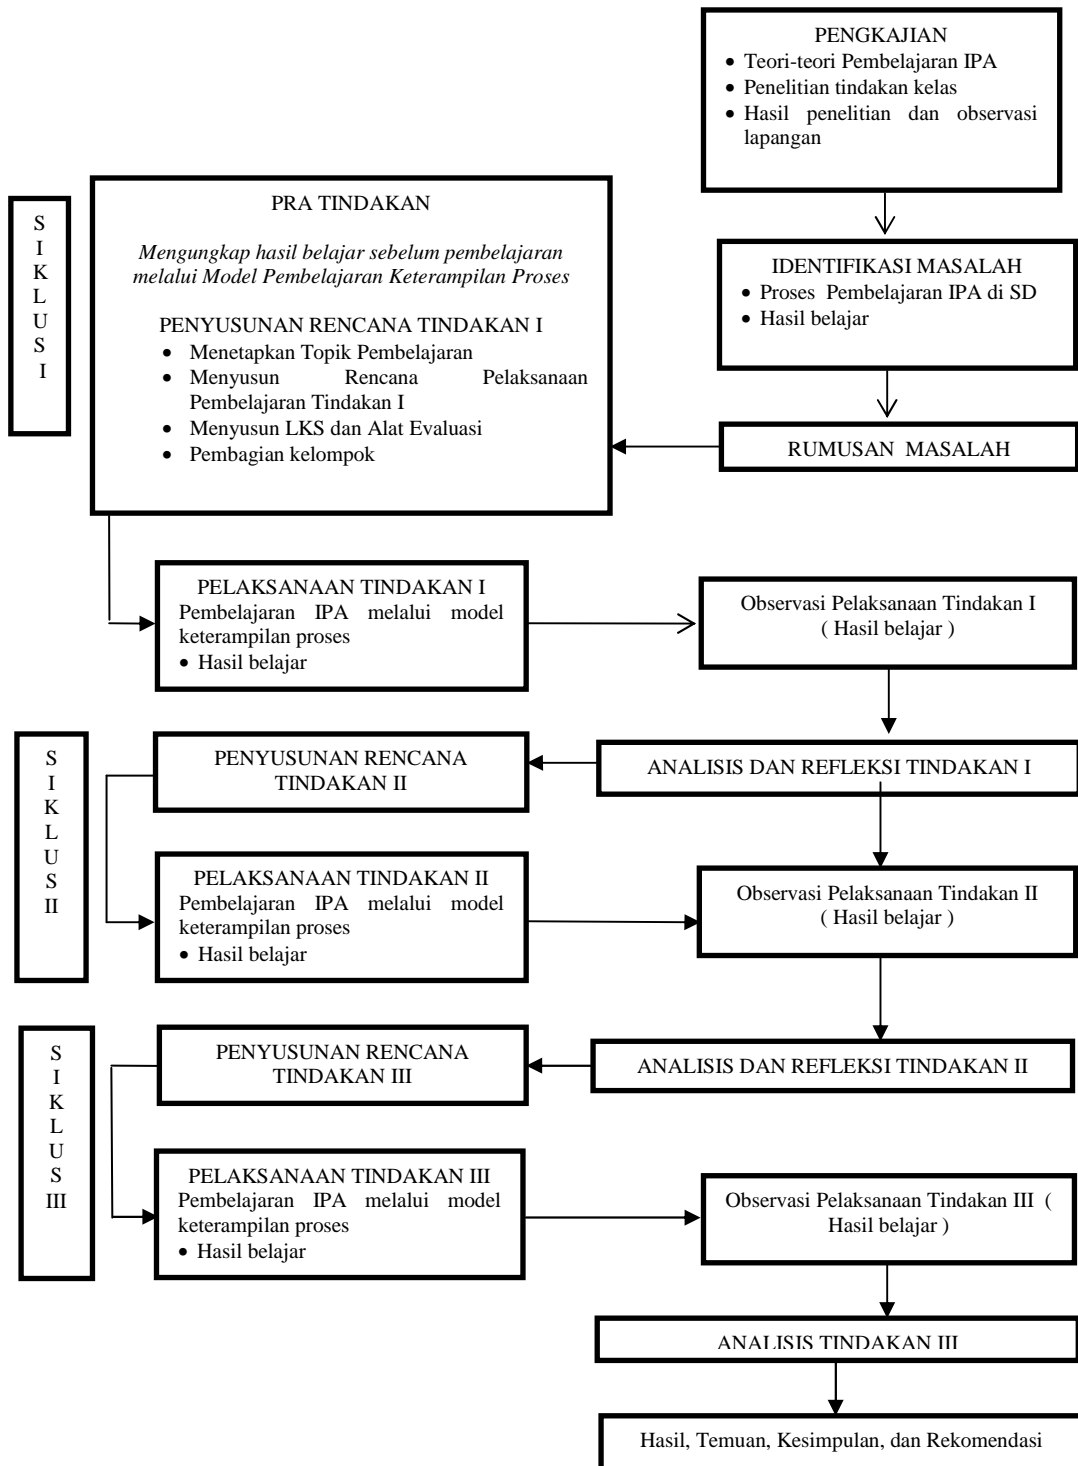 PENGKAJIAN
• Teori-teori Pembelajaran IPA
• Penelitian tindakan kelas
• Hasil penelitian dan observasi
lapangan
S
I
K
L
U
S
I
PRA TINDAKAN
Mengungkap hasil belajar sebelum pembelajaran
melalui Model Pembelajaran Keterampilan Proses
PENYUSUNAN RENCANA TINDAKAN I
• Menetapkan Topik Pembelajaran
• Menyusun Rencana Pelaksanaan
Pembelajaran Tindakan I
• Menyusun LKS dan Alat Evaluasi
• Pembagian kelompok
IDENTIFIKASI MASALAH
• Proses Pembelajaran IPA di SD
• Hasil belajar
RUMUSAN MASALAH
PELAKSANAAN TINDAKAN I
Pembelajaran IPA melalui model
keterampilan proses
• Hasil belajar
Observasi Pelaksanaan Tindakan I
( Hasil belajar )
S
I
K
L
U
S
II
PENYUSUNAN RENCANA
TINDAKAN II
ANALISIS DAN REFLEKSI TINDAKAN I
PELAKSANAAN TINDAKAN II
Pembelajaran IPA melalui model
keterampilan proses
• Hasil belajar
Observasi Pelaksanaan Tindakan II
( Hasil belajar )
S
I
K
L
U
S
III
PENYUSUNAN RENCANA
TINDAKAN III
ANALISIS DAN REFLEKSI TINDAKAN II
PELAKSANAAN TINDAKAN III
Pembelajaran IPA melalui model
keterampilan proses
• Hasil belajar
Observasi Pelaksanaan Tindakan III (
Hasil belajar )
ANALISIS TINDAKAN III
Hasil, Temuan, Kesimpulan, dan Rekomendasi